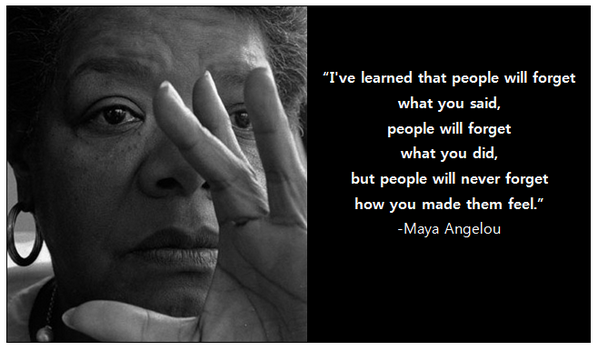 “I've learned that people will forget
what you said,
people will forget
what you did,
but people will never forget
how you made them feel.”
-Maya Angelou